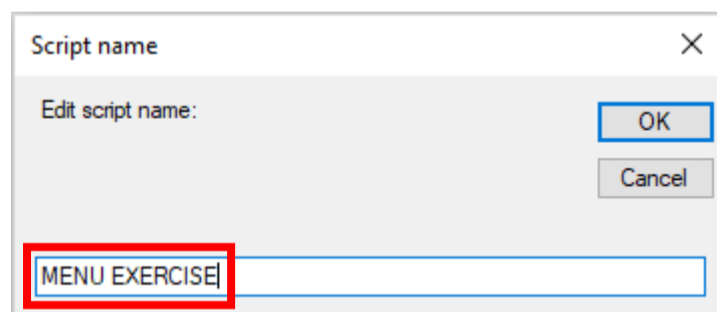 Script name
Edit script name:
OK
Cancel
MENU EXERCISE